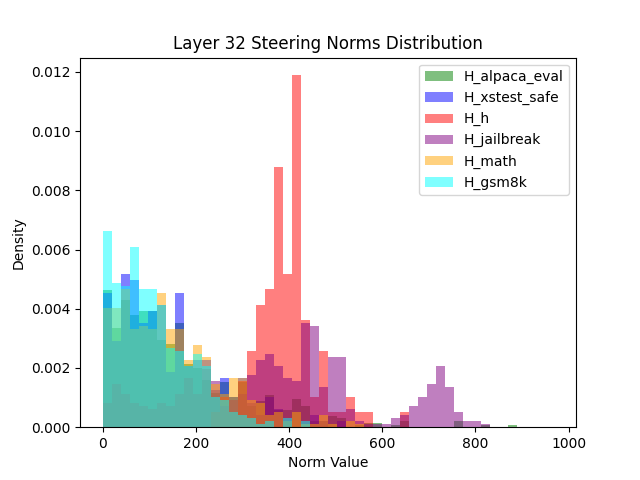 Layer 32 Steering Norms Distribution
H_alpaca_eval
H_xstest_safe
H_h
H_jailbreak
H_math
H_gsm8k
0.012
0.010
0.008
0.006
0.004
0.002
0.000
Density
0
200
400
600
800
1000
Norm Value